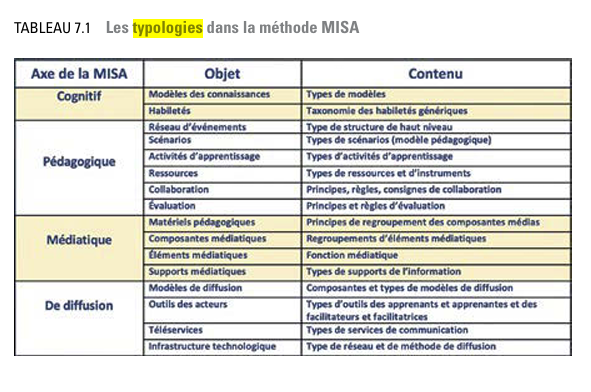 TABLEAU 7.1 Les typologies dans la méthode MISA
Axe de la MISA Objet Contenu
Cognitif Modèles des connaissances Types de modèles
Habiletés Taxonomie des habiletés génériques
Pédagogique Réseau d'événements Type de structure de haut niveau
Scénarios Types de scénarios (modèle pédagogique)
Activités d'apprentissage Types d'activités d'apprentissage
Ressources Types de ressources et d'instruments
Collaboration Principes, règles, consignes de collaboration
Évaluation Principes et règles d'évaluation
Médiatique Matériels pédagogiques Principes de regroupement des composantes médias
Composantes médiatiques Regroupements d'éléments médiatiques
Éléments médiatiques Fonction médiatique
Supports médiatiques Types de supports de l'information
De diffusion Modèles de diffusion Composantes et types de modèles de diffusion
Outils des acteurs Types d'outils des apprenants et apprenantes et des
facilitateurs et facilitatrices
Téléservices Types de services de communication
Infrastructure technologique Type de réseau et de méthode de diffusion